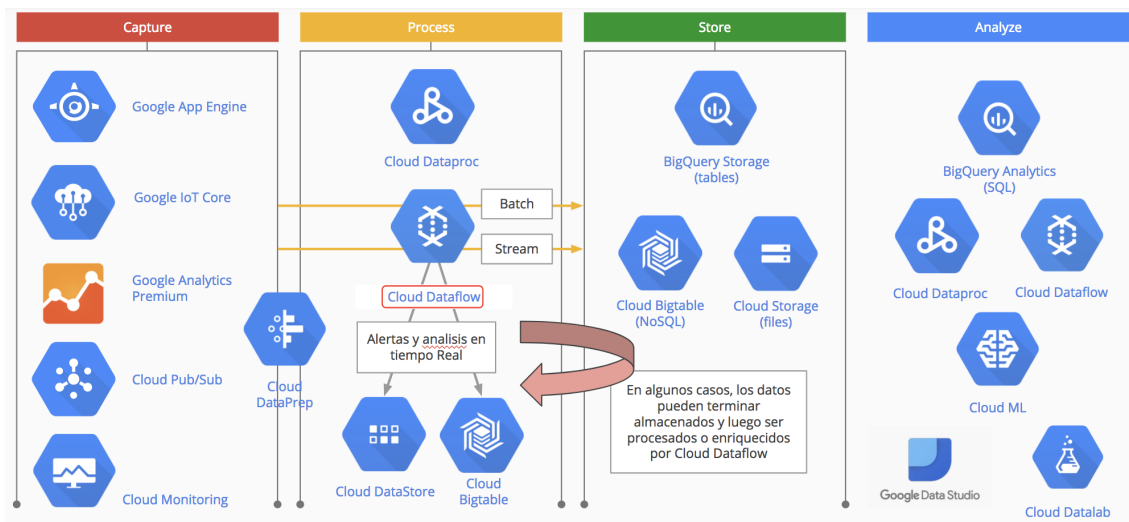 Capture
Process
Store
Analyze
Google App Engine
Google IoT Core
Google Analytics
Premium
Cloud Pub/Sub
Cloud Monitoring
Cloud
DataPrep
Cloud Dataproc
Batch
Stream
Cloud Dataflow
Alertas y analisis en
tiempo Real
Cloud DataStore
Cloud
Bigtable
BigQuery Storage
(tables)
Cloud Bigtable
(NoSQL)
Cloud Storage
(files)
En algunos casos, los datos
pueden terminar
almacenados y luego ser
procesados o enriquecidos
por Cloud Dataflow
BigQuery Analytics
(SQL)
Cloud Dataproc
Cloud Dataflow
Cloud ML
Google Data Studio
Cloud Datalab